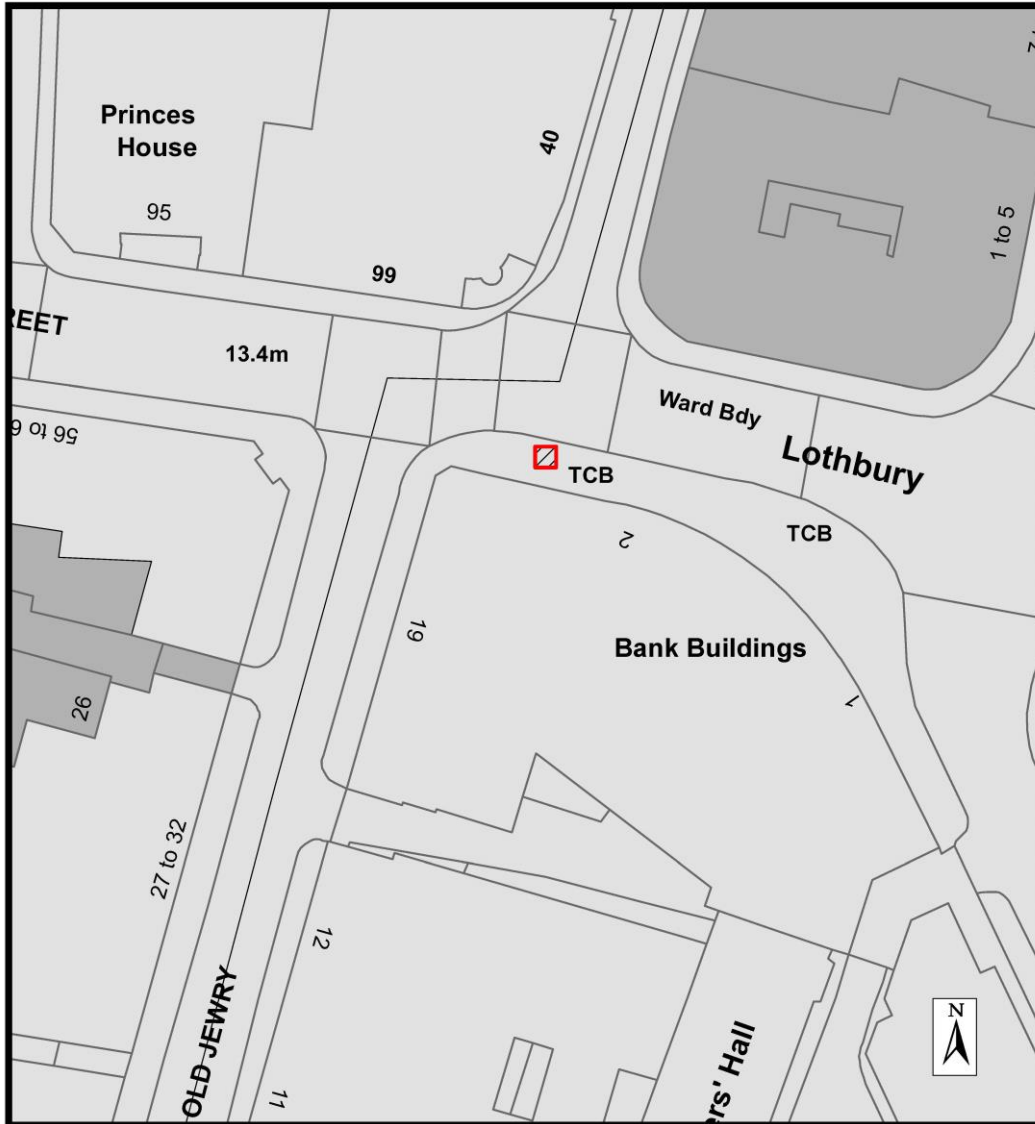 Princes
House
95
99
40
1 to 5
REET
13.4m
Ward Bdy
Lothbury
56 to 6
TCB
TCB
2
19
Bank Buildings
1
26
27 to 32
12
OLD JEWRY
11
ers' Hall
N